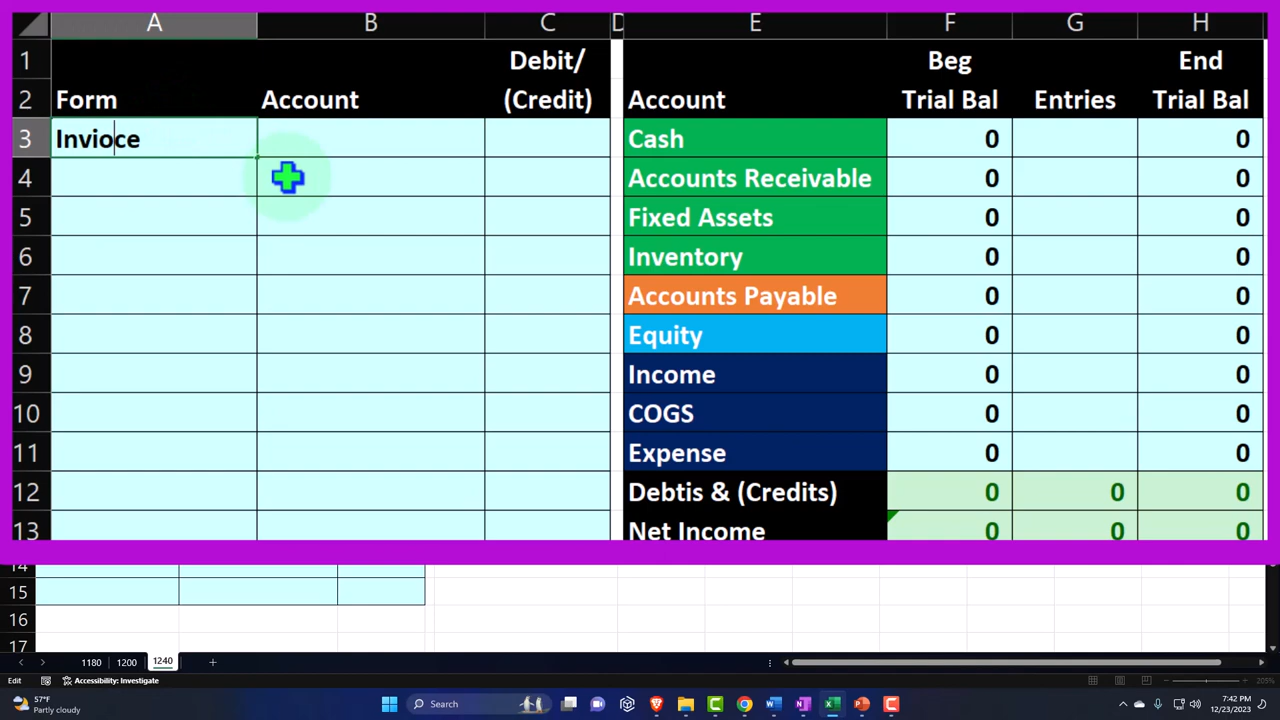 A B C D E F G H
1 Debit/ Beg End
2 Form Account (Credit) Account Trial Bal Entries Trial Bal
3 Invioce Cash 0 0
4 Accounts Receivable 0 0
5 Fixed Assets 0 0
6 Inventory 0 0
7 Accounts Payable 0 0
8 Equity 0 0
9 Income 0 0
10 COGS 0 0
11 Expense 0 0
12 Debtis & (Credits) 0 0 0
13 Net Income 0 0 0
14
15
16
17
1180 1200 1240
Edit Accessibility: Investigate 205%
57°F
Partly cloudy
Search
7:42 PM
12/23/2023